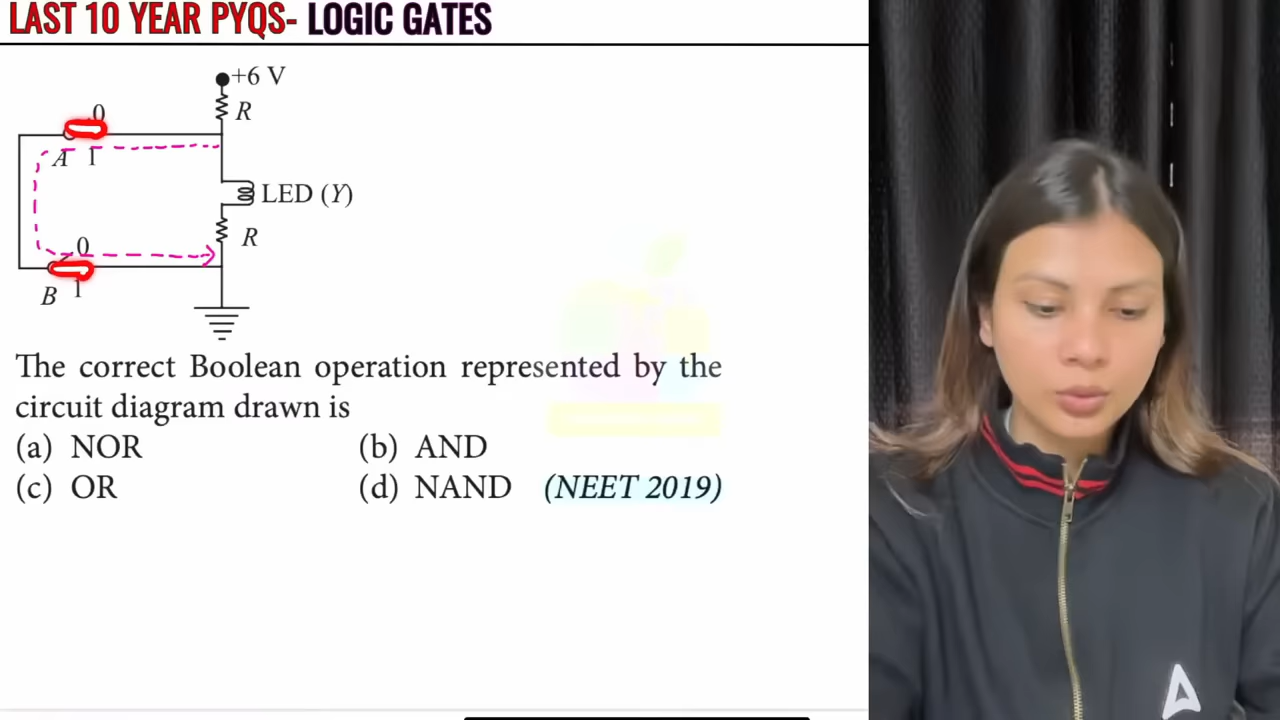 LAST 10 YEAR PYQS- LOGIC GATES
+6 V
R
0
A 1
LED (Y)
R
0
B 1
The correct Boolean operation represented by the
circuit diagram drawn is
(a) NOR (b) AND
(c) OR (d) NAND (NEET 2019)